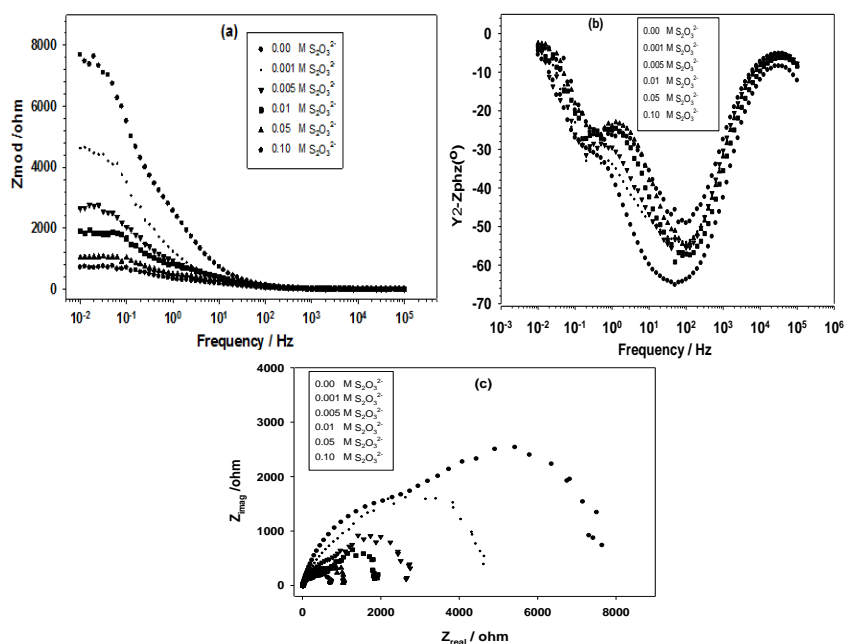 (a)
8000
6000
4000
2000
0
Zmod /ohm
0.00 M S₂O₃²⁻
0.001 M S₂O₃²⁻
0.005 M S₂O₃²⁻
0.01 M S₂O₃²⁻
0.05 M S₂O₃²⁻
0.10 M S₂O₃²⁻
10⁻² 10⁻¹ 10⁰ 10¹ 10² 10³ 10⁴ 10⁵
Frequency / Hz
(b)
0
-10
-20
-30
-40
-50
-60
-70
Y2-Zphz(⁰)
0.00 M S₂O₃²⁻
0.001 M S₂O₃²⁻
0.005 M S₂O₃²⁻
0.01 M S₂O₃²⁻
0.05 M S₂O₃²⁻
0.10 M S₂O₃²⁻
10⁻³ 10⁻² 10⁻¹ 10⁰ 10¹ 10² 10³ 10⁴ 10⁵ 10⁶
Frequency / Hz
(c)
4000
3000
2000
1000
0
Z_imag /ohm
0.00 M S₂O₃²⁻
0.001 M S₂O₃²⁻
0.005 M S₂O₃²⁻
0.01 M S₂O₃²⁻
0.05 M S₂O₃²⁻
0.10 M S₂O₃²⁻
0 2000 4000 6000 8000
Z_real / ohm